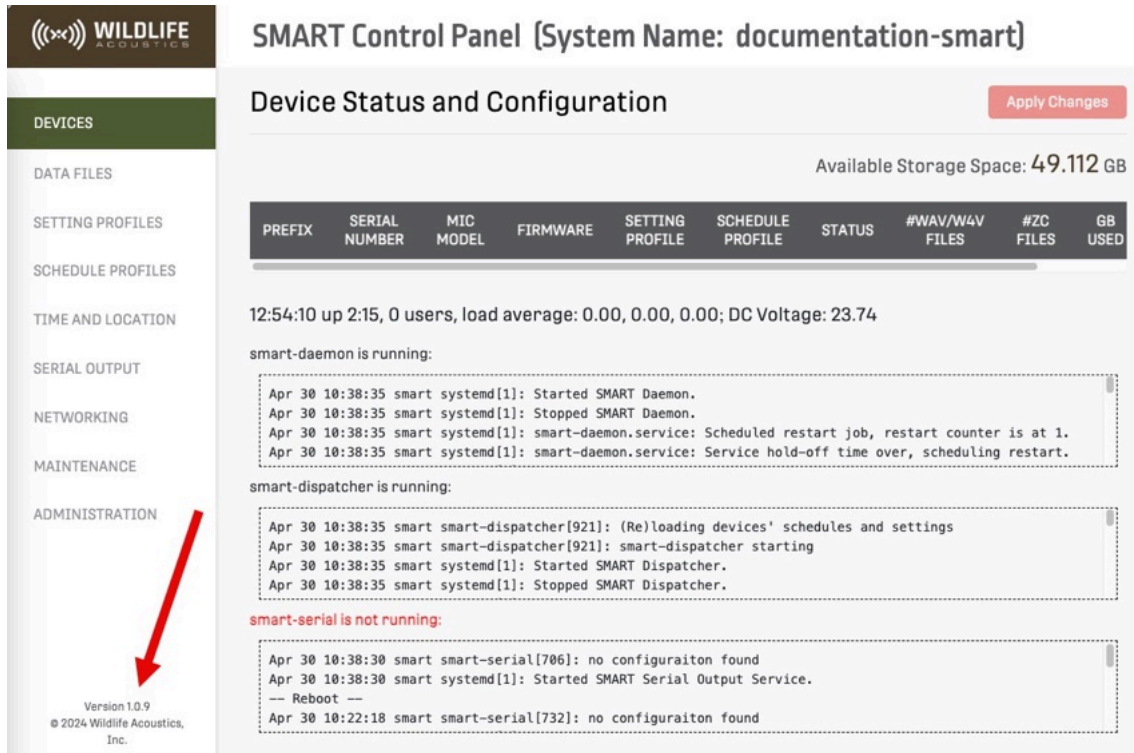 WILDLIFE
ACOUSTICS
SMART Control Panel (System Name: documentation-smart)
DEVICES
DATA FILES
SETTING PROFILES
SCHEDULE PROFILES
TIME AND LOCATION
SERIAL OUTPUT
NETWORKING
MAINTENANCE
ADMINISTRATION
Version 1.0.9
© 2024 Wildlife Acoustics,
Inc.
Device Status and Configuration
Apply Changes
Available Storage Space: 49.112 GB
PREFIX SERIAL NUMBER MIC MODEL FIRMWARE SETTING PROFILE SCHEDULE PROFILE STATUS #WAV/W4V FILES #ZC FILES GB USED
12:54:10 up 2:15, 0 users, load average: 0.00, 0.00, 0.00; DC Voltage: 23.74
smart-daemon is running:
Apr 30 10:38:35 smart systemd[1]: Started SMART Daemon.
Apr 30 10:38:35 smart systemd[1]: Stopped SMART Daemon.
Apr 30 10:38:35 smart systemd[1]: smart-daemon.service: Scheduled restart job, restart counter is at 1.
Apr 30 10:38:35 smart systemd[1]: smart-daemon.service: Service hold-off time over, scheduling restart.
smart-dispatcher is running:
Apr 30 10:38:35 smart smart-dispatcher[921]: (Re)loading devices' schedules and settings
Apr 30 10:38:35 smart smart-dispatcher[921]: smart-dispatcher starting
Apr 30 10:38:35 smart systemd[1]: Started SMART Dispatcher.
Apr 30 10:38:35 smart systemd[1]: Stopped SMART Dispatcher.
smart-serial is not running:
Apr 30 10:38:30 smart smart-serial[706]: no configuraiton found
Apr 30 10:38:30 smart systemd[1]: Started SMART Serial Output Service.
-- Reboot --
Apr 30 10:22:18 smart smart-serial[732]: no configuraiton found